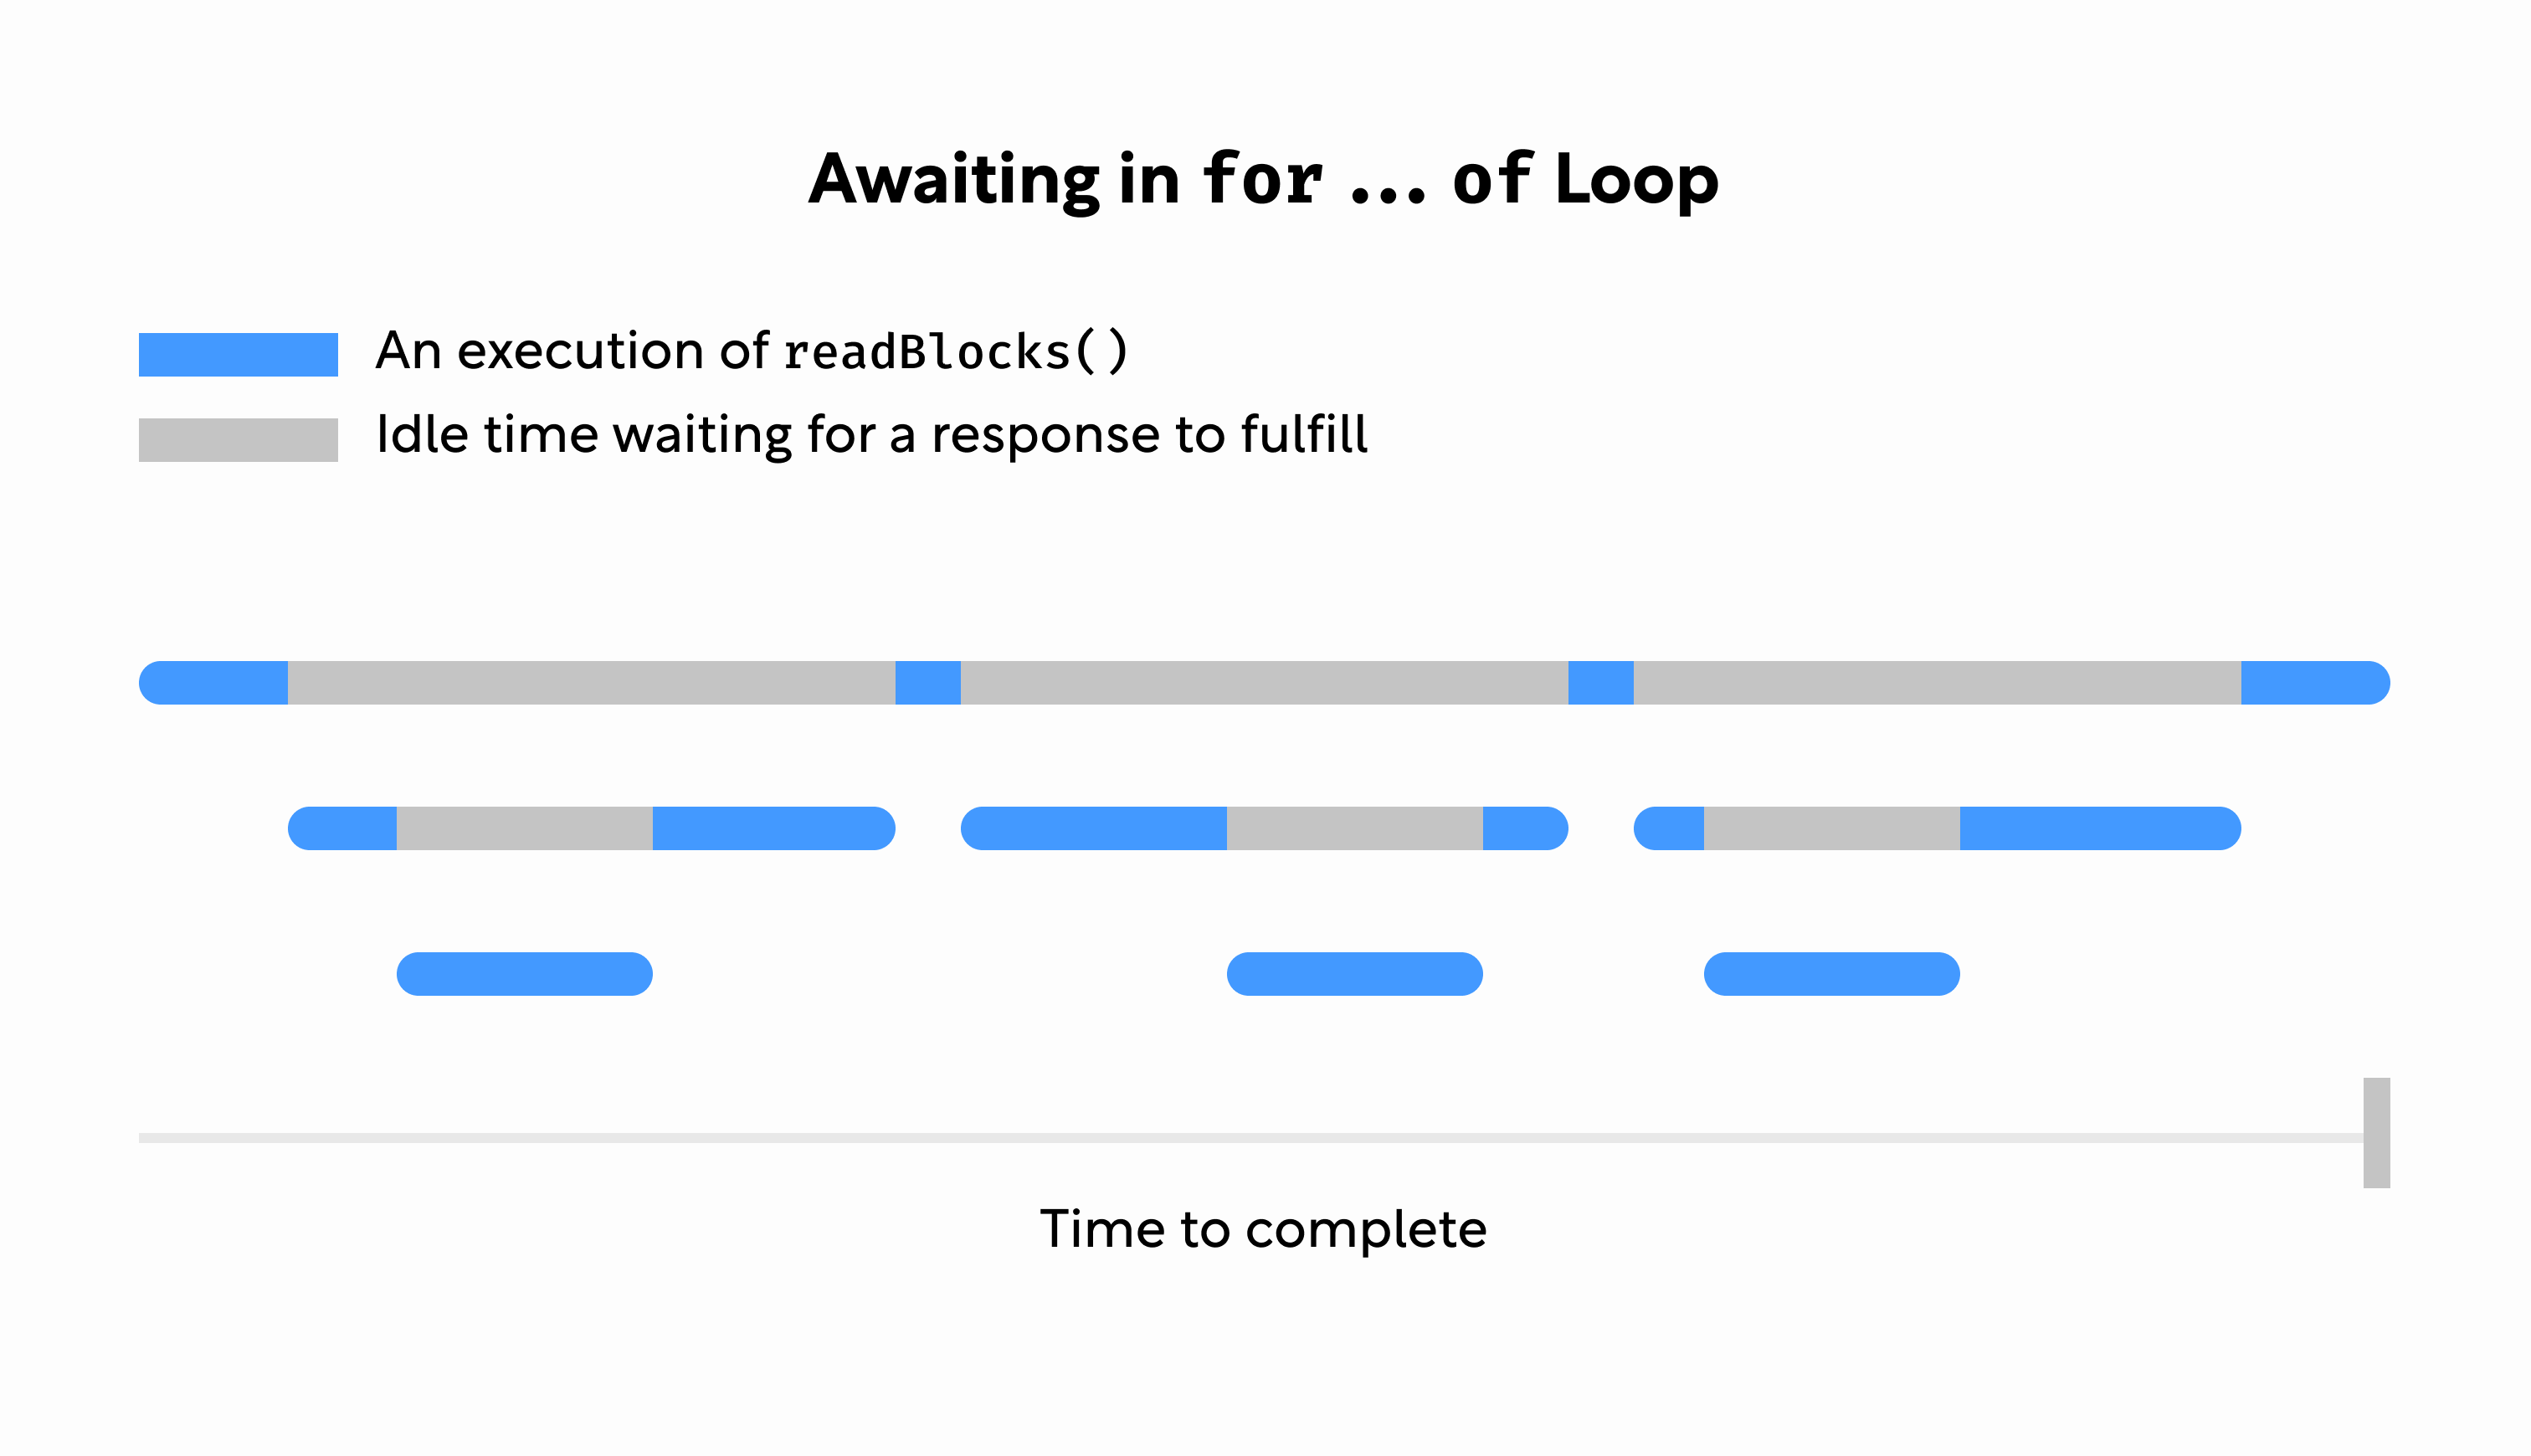 Awaiting in for ... of Loop
An execution of readBlocks()
Idle time waiting for a response to fulfill
Time to complete